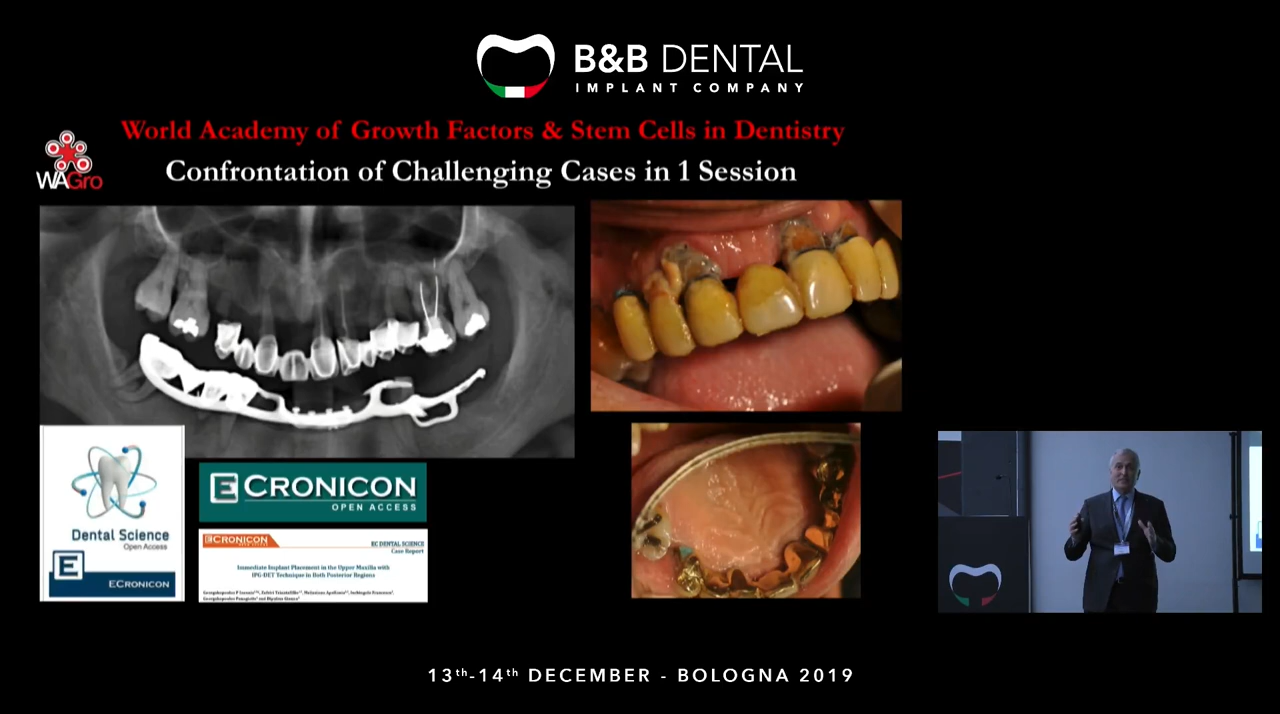 B&B DENTAL
IMPLANT COMPANY
World Academy of Growth Factors & Stem Cells in Dentistry
WAGro
Confrontation of Challenging Cases in 1 Session
Dental Science
Open Access
E
ECRONICON
ECRONICON
OPEN ACCESS
ECRONICON
EC DENTAL SCIENCE
Case Report
Immediate Implant Placement in the Upper Maxilla with
IPG-DET Technique in Both Posterior Regions
13th-14th DECEMBER - BOLOGNA 2019